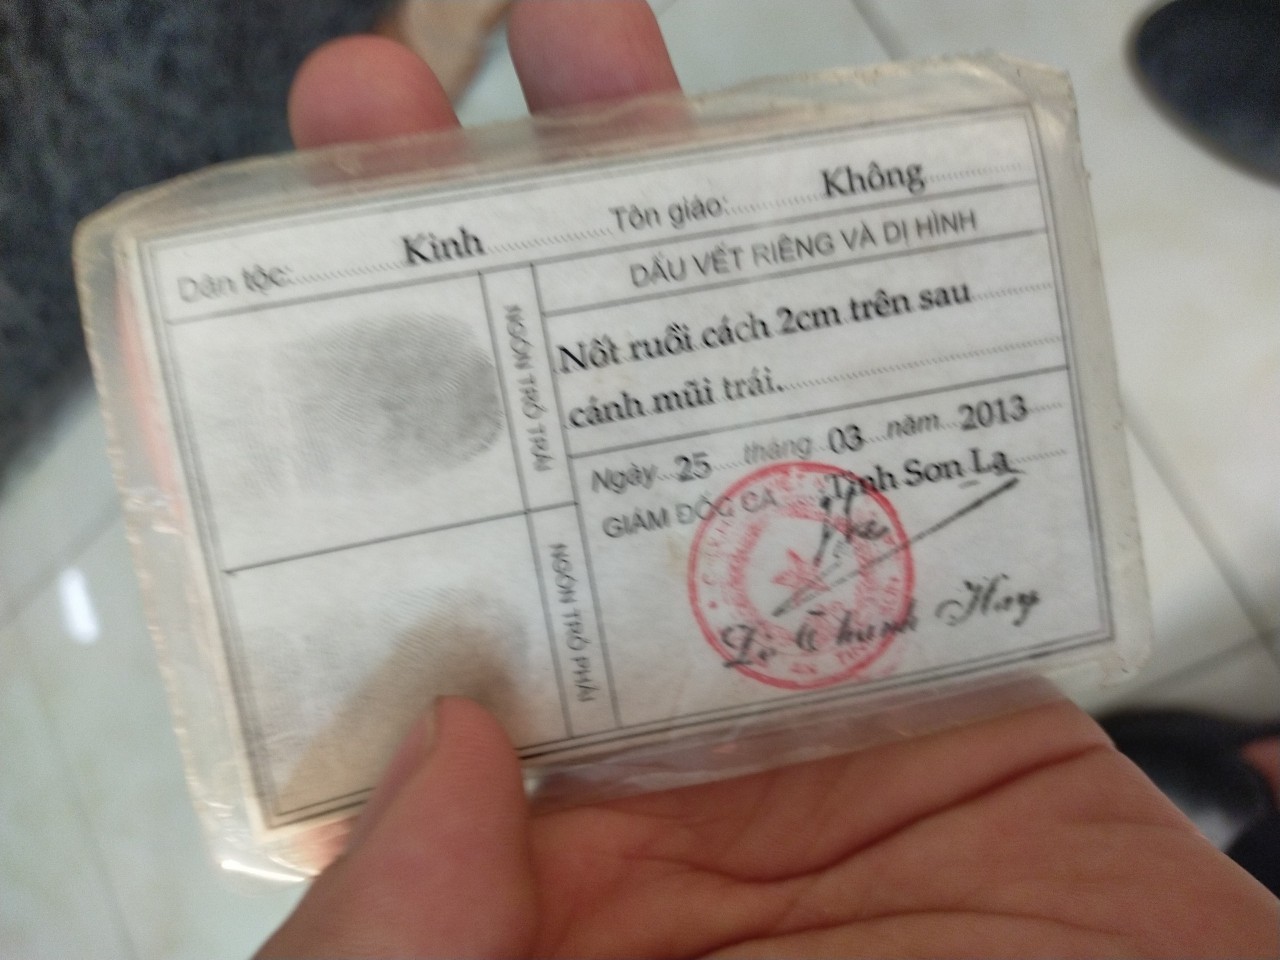 Dân tộc: Kinh Tôn giáo: Không
NGÓN TRỎ TRÁI
NGÓN TRỎ PHẢI
DẤU VẾT RIÊNG VÀ DỊ HÌNH
Nốt ruồi cách 2cm trên sau
cánh mũi trái.
Ngày 25 tháng 03 năm 2013
GIÁM ĐỐC CA Tỉnh Sơn La